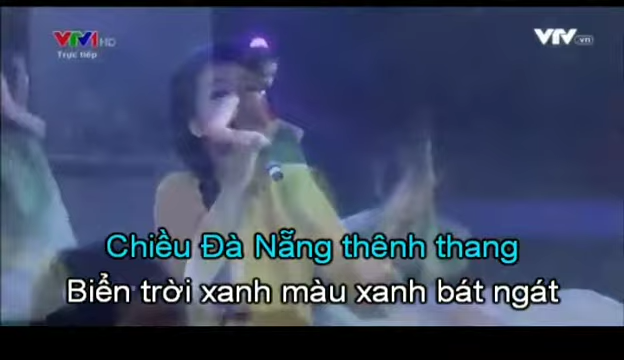 VTV1 HD
Trực tiếp
VTV.vn
Chiều Đà Nẵng thênh thang
Biển trời xanh màu xanh bát ngát